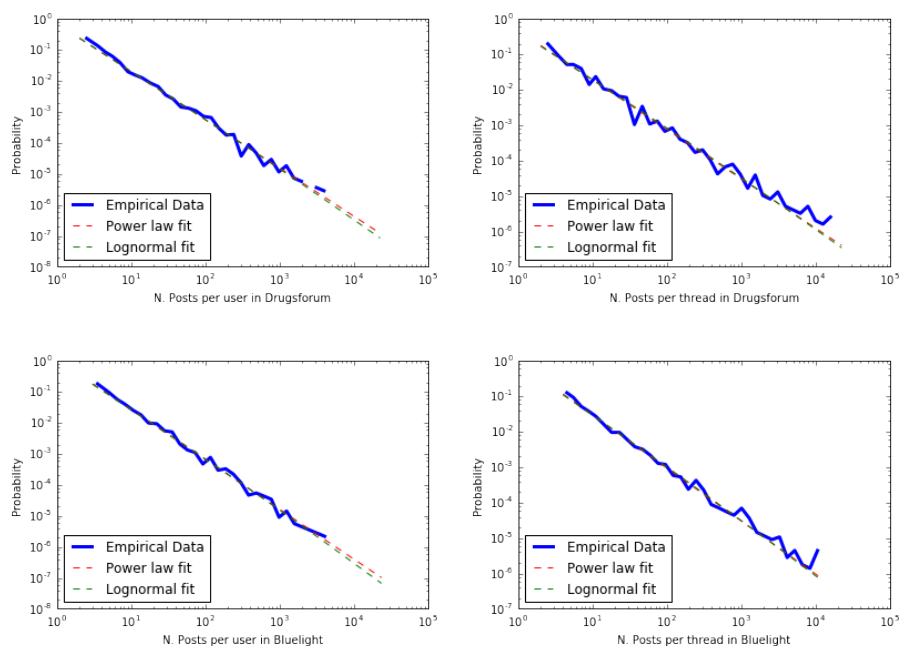 10^0
10^-1
10^-2
10^-3
10^-4
10^-5
10^-6
10^-7
10^-8
Probability
Empirical Data
Power law fit
Lognormal fit
10^0 10^1 10^2 10^3 10^4 10^5
N. Posts per user in Drugsforum
10^0
10^-1
10^-2
10^-3
10^-4
10^-5
10^-6
10^-7
Probability
Empirical Data
Power law fit
Lognormal fit
10^0 10^1 10^2 10^3 10^4 10^5
N. Posts per thread in Drugsforum
10^0
10^-1
10^-2
10^-3
10^-4
10^-5
10^-6
10^-7
10^-8
Probability
Empirical Data
Power law fit
Lognormal fit
10^0 10^1 10^2 10^3 10^4 10^5
N. Posts per user in Bluelight
10^0
10^-1
10^-2
10^-3
10^-4
10^-5
10^-6
10^-7
Probability
Empirical Data
Power law fit
Lognormal fit
10^0 10^1 10^2 10^3 10^4 10^5
N. Posts per thread in Bluelight